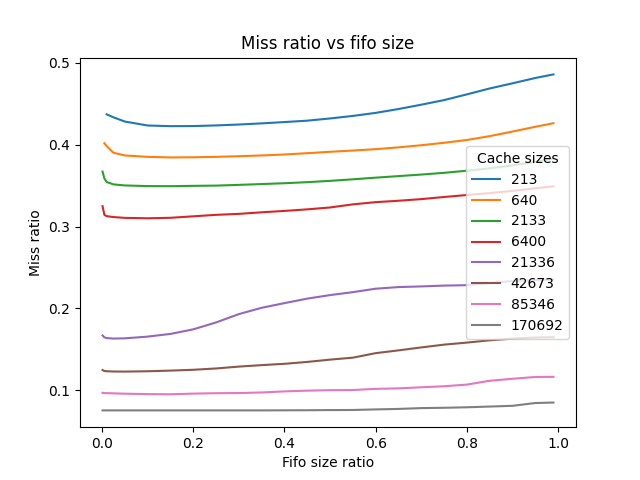 Miss ratio vs fifo size
0.5
0.4
0.3
0.2
0.1
Miss ratio
Cache sizes
213
640
2133
6400
21336
42673
85346
170692
0.0 0.2 0.4 0.6 0.8 1.0
Fifo size ratio